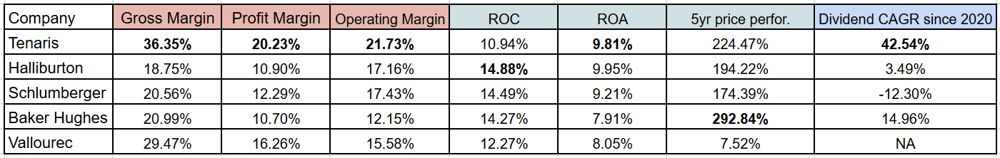 Company Gross Margin Profit Margin Operating Margin ROC ROA 5yr price perfor. Dividend CAGR since 2020
Tenaris 36.35% 20.23% 21.73% 10.94% 9.81% 224.47% 42.54%
Halliburton 18.75% 10.90% 17.16% 14.88% 9.95% 194.22% 3.49%
Schlumberger 20.56% 12.29% 17.43% 14.49% 9.21% 174.39% -12.30%
Baker Hughes 20.99% 10.70% 12.15% 14.27% 7.91% 292.84% 14.96%
Vallourec 29.47% 16.26% 15.58% 12.27% 8.05% 7.52% NA